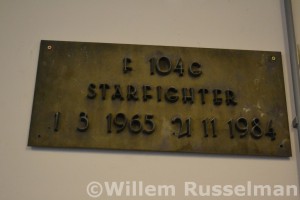 F 104G
STARFIGHTER
1 3 1965 21 11 1984
©Willem Russelman